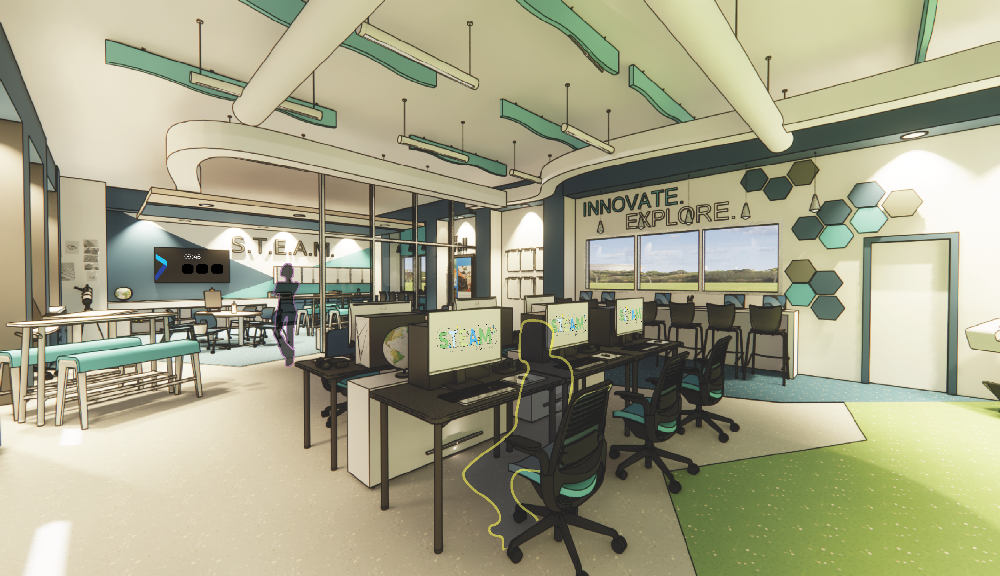 INNOVATE.
EXPLORE.
S.T.E.A.M.
09:45
STEAM
STEAM
STEAM